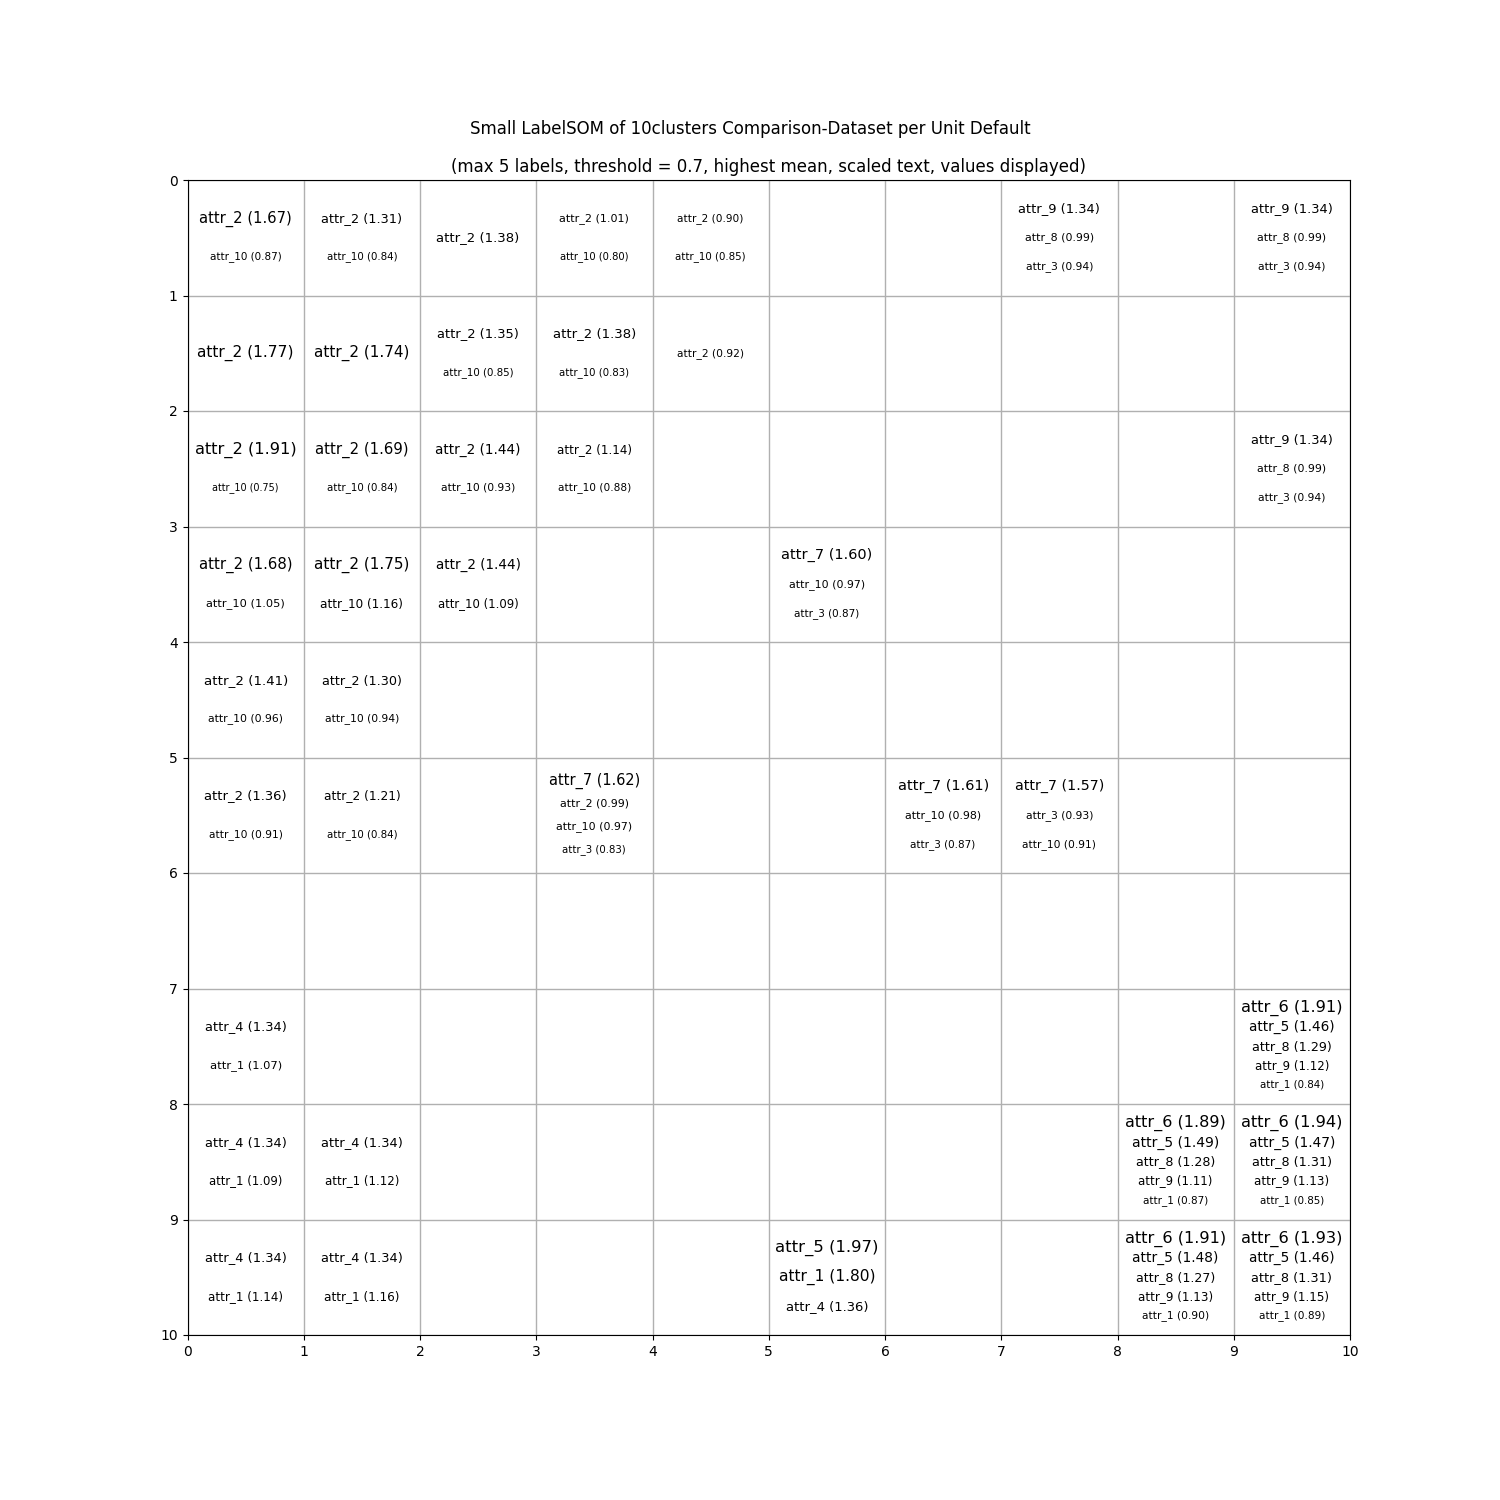 Small LabelSOM of 10clusters Comparison-Dataset per Unit Default
(max 5 labels, threshold = 0.7, highest mean, scaled text, values displayed)
0
attr_2 (1.67)
attr_10 (0.87)
attr_2 (1.31)
attr_10 (0.84)
attr_2 (1.38)
attr_2 (1.01)
attr_10 (0.80)
attr_2 (0.90)
attr_10 (0.85)
attr_9 (1.34)
attr_8 (0.99)
attr_3 (0.94)
attr_9 (1.34)
attr_8 (0.99)
attr_3 (0.94)
1
attr_2 (1.77)
attr_2 (1.74)
attr_2 (1.35)
attr_10 (0.85)
attr_2 (1.38)
attr_10 (0.83)
attr_2 (0.92)
2
attr_2 (1.91)
attr_10 (0.75)
attr_2 (1.69)
attr_10 (0.84)
attr_2 (1.44)
attr_10 (0.93)
attr_2 (1.14)
attr_10 (0.88)
attr_9 (1.34)
attr_8 (0.99)
attr_3 (0.94)
3
attr_2 (1.68)
attr_10 (1.05)
attr_2 (1.75)
attr_10 (1.16)
attr_2 (1.44)
attr_10 (1.09)
attr_7 (1.60)
attr_10 (0.97)
attr_3 (0.87)
4
attr_2 (1.41)
attr_10 (0.96)
attr_2 (1.30)
attr_10 (0.94)
5
attr_2 (1.36)
attr_10 (0.91)
attr_2 (1.21)
attr_10 (0.84)
attr_7 (1.62)
attr_2 (0.99)
attr_10 (0.97)
attr_3 (0.83)
attr_7 (1.61)
attr_10 (0.98)
attr_3 (0.87)
attr_7 (1.57)
attr_3 (0.93)
attr_10 (0.91)
6
7
attr_4 (1.34)
attr_1 (1.07)
attr_6 (1.91)
attr_5 (1.46)
attr_8 (1.29)
attr_9 (1.12)
attr_1 (0.84)
8
attr_4 (1.34)
attr_1 (1.09)
attr_4 (1.34)
attr_1 (1.12)
attr_6 (1.89)
attr_5 (1.49)
attr_8 (1.28)
attr_9 (1.11)
attr_1 (0.87)
attr_6 (1.94)
attr_5 (1.47)
attr_8 (1.31)
attr_9 (1.13)
attr_1 (0.85)
9
attr_4 (1.34)
attr_1 (1.14)
attr_4 (1.34)
attr_1 (1.16)
attr_5 (1.97)
attr_1 (1.80)
attr_4 (1.36)
attr_6 (1.91)
attr_5 (1.48)
attr_8 (1.27)
attr_9 (1.13)
attr_1 (0.90)
attr_6 (1.93)
attr_5 (1.46)
attr_8 (1.31)
attr_9 (1.15)
attr_1 (0.89)
10
0 1 2 3 4 5 6 7 8 9 10